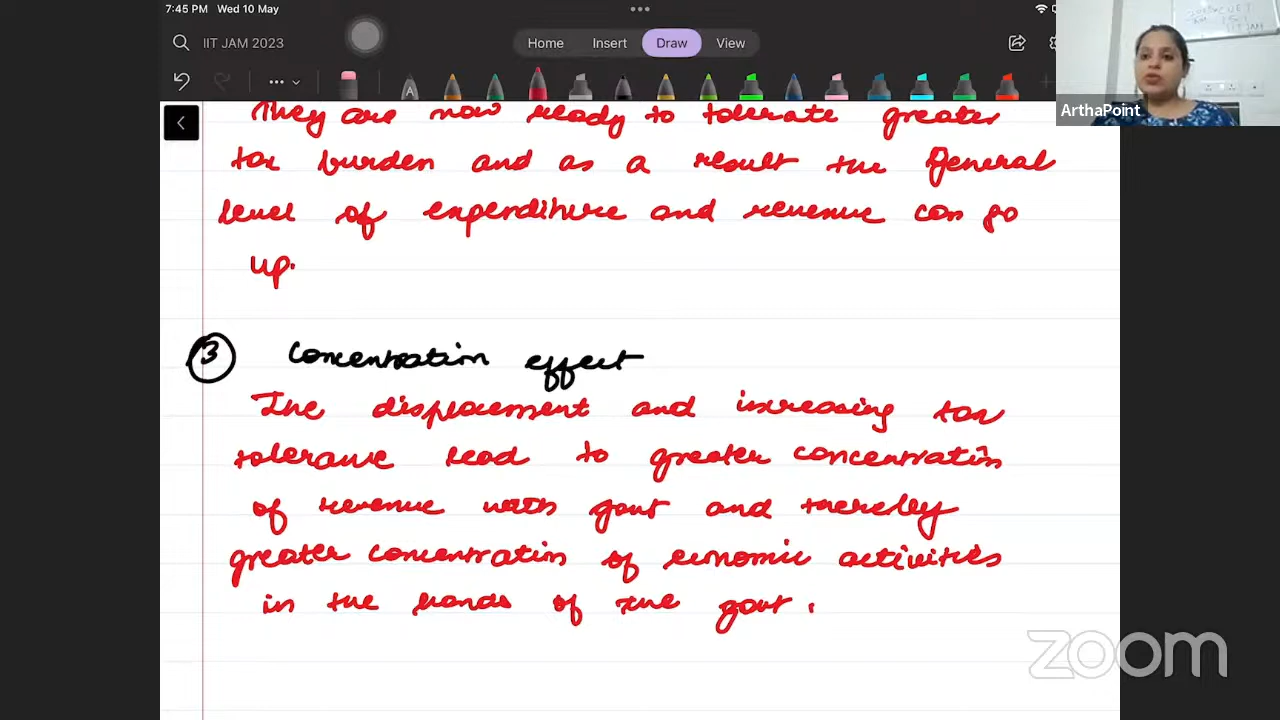 7:45 PM Wed 10 May
IIT JAM 2023
Home Insert Draw View
ArthaPoint
They are now ready to tolerate greater
tax burden and as a result the general
level of expenditure and revenue can go
up.
3 Concentration effect
The displacement and increasing tax
tolerance lead to greater concentration
of revenue with govt and thereby
greater concentration of economic activities
in the hands of the govt.
zoom